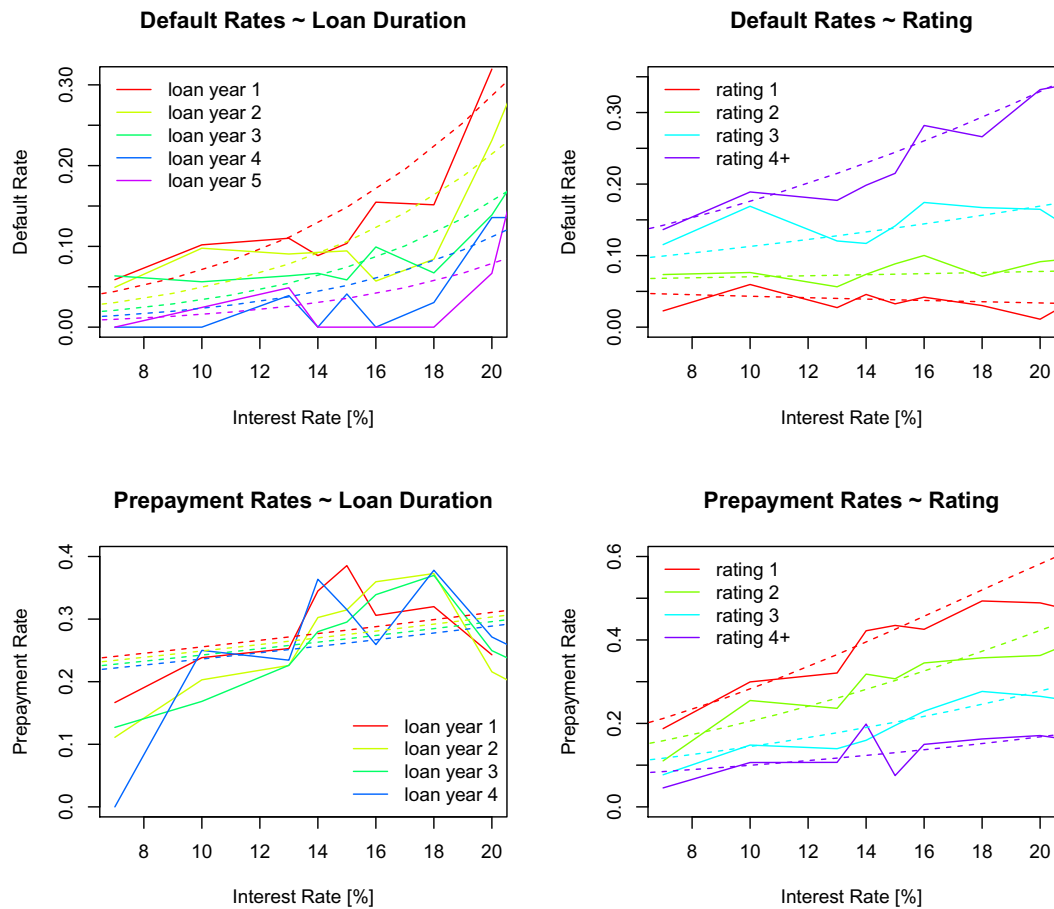 Default Rates ~ Loan Duration
Default Rate
0.00 0.10 0.20 0.30
loan year 1
loan year 2
loan year 3
loan year 4
loan year 5
8 10 12 14 16 18 20
Interest Rate [%]
Default Rates ~ Rating
Default Rate
0.00 0.10 0.20 0.30
rating 1
rating 2
rating 3
rating 4+
8 10 12 14 16 18 20
Interest Rate [%]
Prepayment Rates ~ Loan Duration
Prepayment Rate
0.0 0.1 0.2 0.3 0.4
loan year 1
loan year 2
loan year 3
loan year 4
8 10 12 14 16 18 20
Interest Rate [%]
Prepayment Rates ~ Rating
Prepayment Rate
0.0 0.2 0.4 0.6
rating 1
rating 2
rating 3
rating 4+
8 10 12 14 16 18 20
Interest Rate [%]